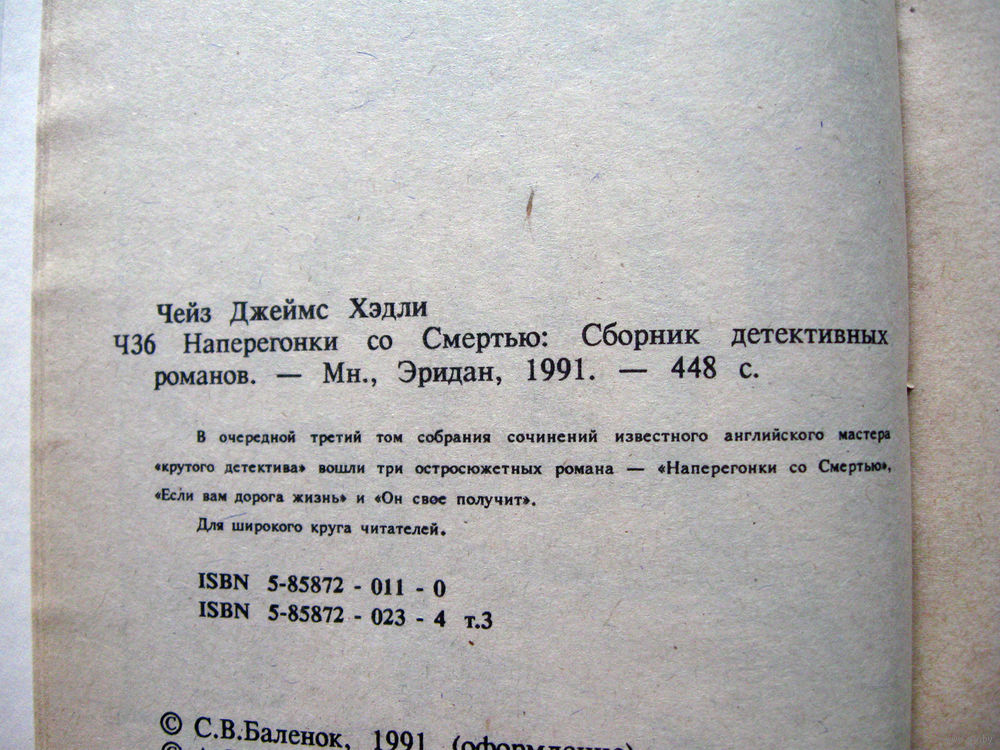 Чейз Джеймс Хэдли
Ч36 Наперегонки со Смертью: Сборник детективных
романов. — Мн., Эридан, 1991. — 448 с.
В очередной третий том собрания сочинений известного английского мастера
«крутого детектива» вошли три остросюжетных романа — «Наперегонки со Смертью»,
«Если вам дорога жизнь» и «Он свое получит».
Для широкого круга читателей.
ISBN 5-85872 - 011 - 0
ISBN 5-85872 - 023 - 4 т.3
© С.В.Баленок, 1991 (оформление)
©